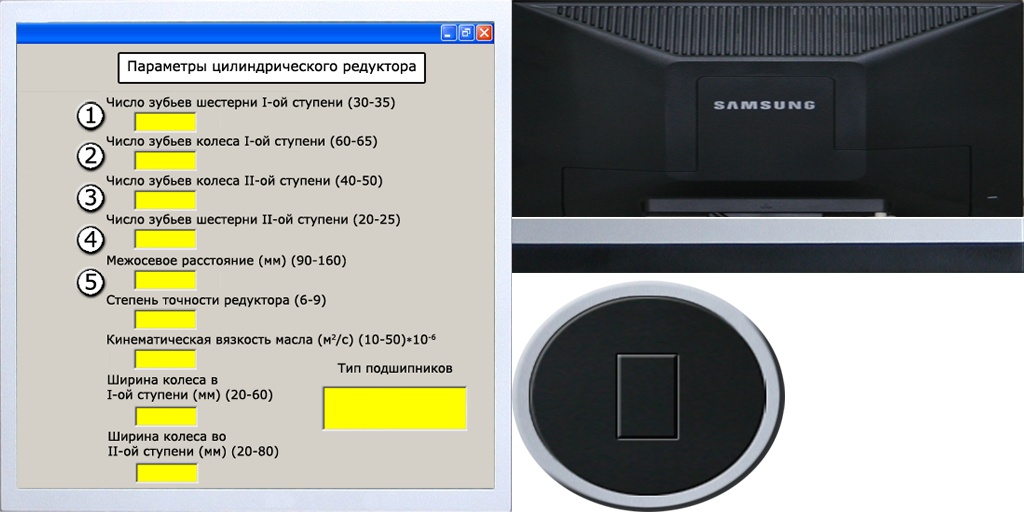 Параметры цилиндрического редуктора
Число зубьев шестерни I-ой ступени (30-35)
1
Число зубьев колеса I-ой ступени (60-65)
2
Число зубьев колеса II-ой ступени (40-50)
3
Число зубьев шестерни II-ой ступени (20-25)
4
Межосевое расстояние (мм) (90-160)
5
Степень точности редуктора (6-9)
Кинематическая вязкость масла (м²/с) (10-50)*10⁻⁶
Ширина колеса в
I-ой ступени (мм) (20-60)
Тип подшипников
Ширина колеса во
II-ой ступени (мм) (20-80)
SAMSUNG